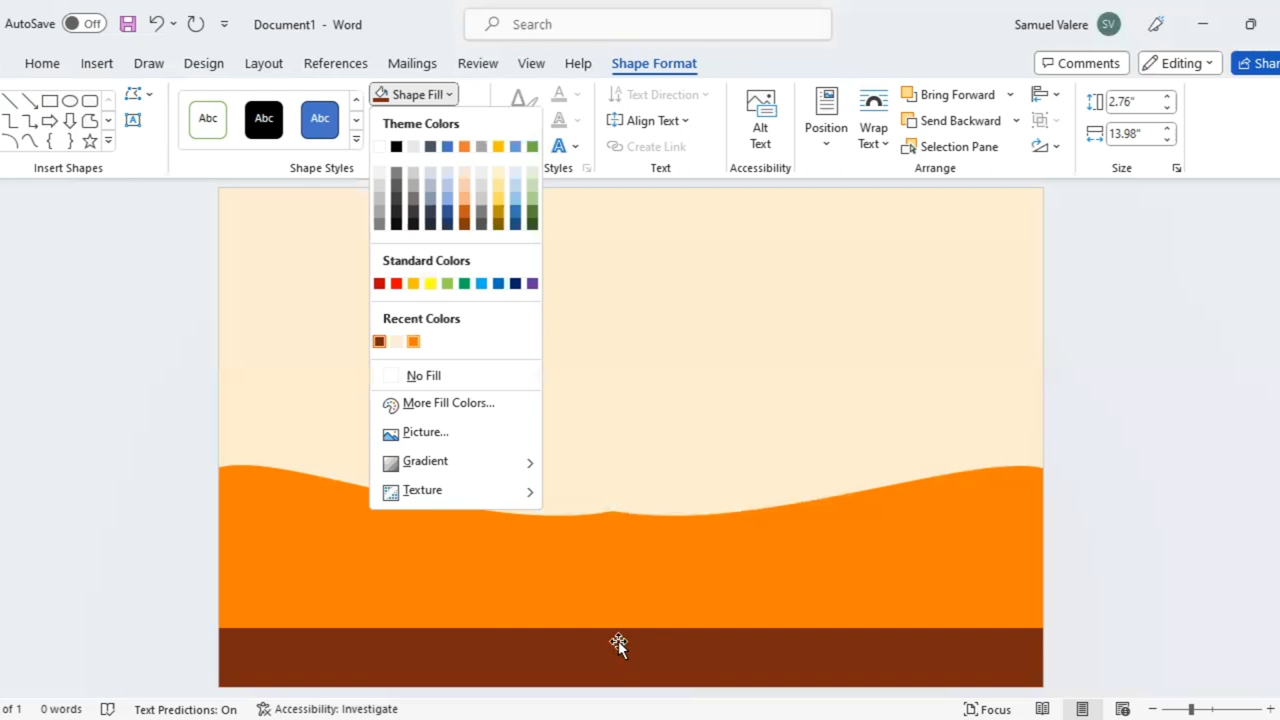 AutoSave Off Document1 - Word Search Samuel Valere SV
Home Insert Draw Design Layout References Mailings Review View Help Shape Format Comments Editing Shar
Abc Abc Abc
Shape Fill
Text Direction
Align Text
Create Link
Alt
Text
Position
Wrap
Text
Bring Forward
Send Backward
Selection Pane
2.76"
13.98"
Insert Shapes Shape Styles Styles Text Accessibility Arrange Size
Theme Colors
Standard Colors
Recent Colors
No Fill
More Fill Colors...
Picture...
Gradient
Texture
of 1 0 words Text Predictions: On Accessibility: Investigate Focus